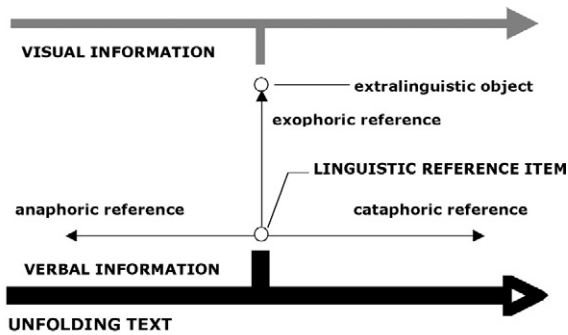 VISUAL INFORMATION
extralinguistic object
exophoric reference
LINGUISTIC REFERENCE ITEM
anaphoric reference
cataphoric reference
VERBAL INFORMATION
UNFOLDING TEXT